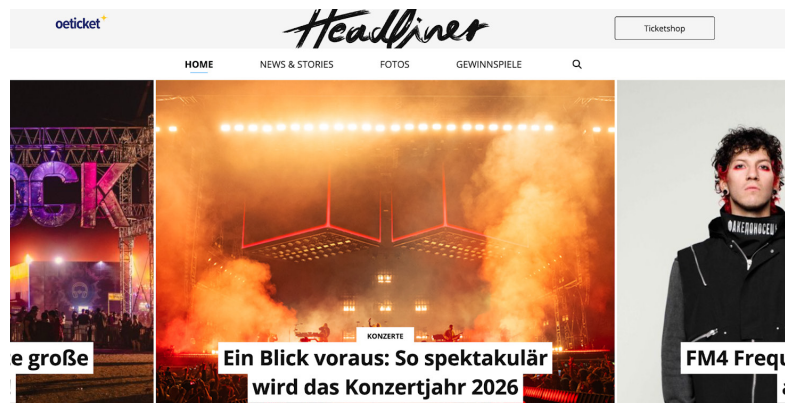 oeticket
Headliner
Ticketshop
HOME
NEWS & STORIES
FOTOS
GEWINNSPIELE
OCK
KONZERTE
e große
Ein Blick voraus: So spektakulär
wird das Konzertjahr 2026
FM4 Frequ